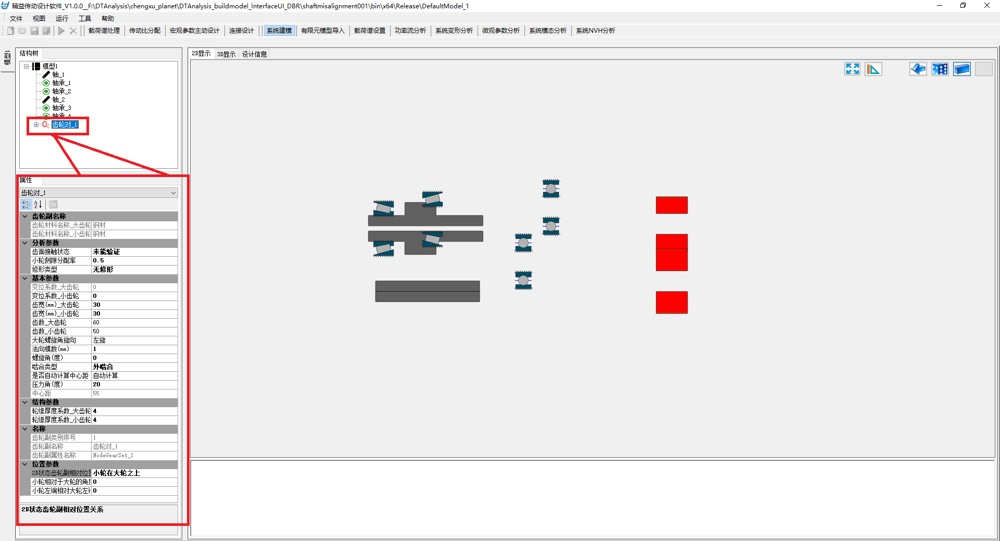 精益传动设计软件_V1.0.0__F:\DTAnalysis\chengxu_planet\DTAnalysis_buildmodel_InterfaceUI_DBR\shaftmisalignment001\bin\x64\Release\DefaultModel_1
文件 视图 运行 工具 帮助
载荷谱处理 传动比分配 宏观参数主动设计 连接设计 系统建模 有限元模型导入 载荷谱设置 功率流分析 系统变形分析 微观参数分析 系统模态分析 系统NVH分析
模型1
结构树
模型1
轴_1
轴承_1
轴承_2
轴_2
轴承_3
轴承_4
齿轮对_1
属性
齿轮对_1
齿轮副名称
齿轮材料名称_大齿轮 钢材
齿轮材料名称_小齿轮 钢材
分析参数
齿面接触状态 未能验证
小轮侧隙分配率 0.5
修形类型 无修形
基本参数
变位系数_大齿轮 0
变位系数_小齿轮 0
齿宽(mm)_大齿轮 30
齿宽(mm)_小齿轮 30
齿数_大齿轮 60
齿数_小齿轮 50
大轮螺旋角旋向 左旋
法向模数(mm) 1
螺旋角(度) 0
啮合类型 外啮合
是否自动计算中心距 自动计算
压力角(度) 20
中心距 55
结构参数
轮缘厚度系数_大齿轮 4
轮缘厚度系数_小齿轮 4
名称
齿轮副类别序号 1
齿轮副名称 齿轮对_1
齿轮副属性名称 NodeGearSet_1
位置参数
2D状态齿轮副相对位置 小轮在大轮之上
小轮相对于大轮的角度 0
小轮左端相对大轮左端 0
2D状态齿轮副相对位置关系
2D显示 3D显示 设计信息